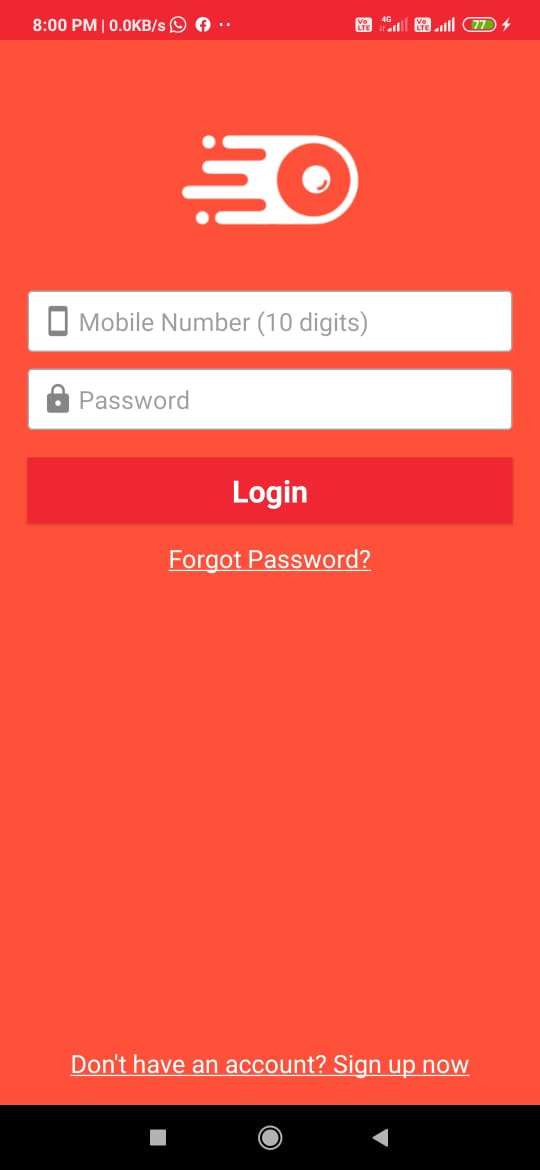 8:00 PM | 0.0KB/s
Vo LTE 4G Vo LTE 77
Mobile Number (10 digits)
Password
Login
Forgot Password?
Don't have an account? Sign up now